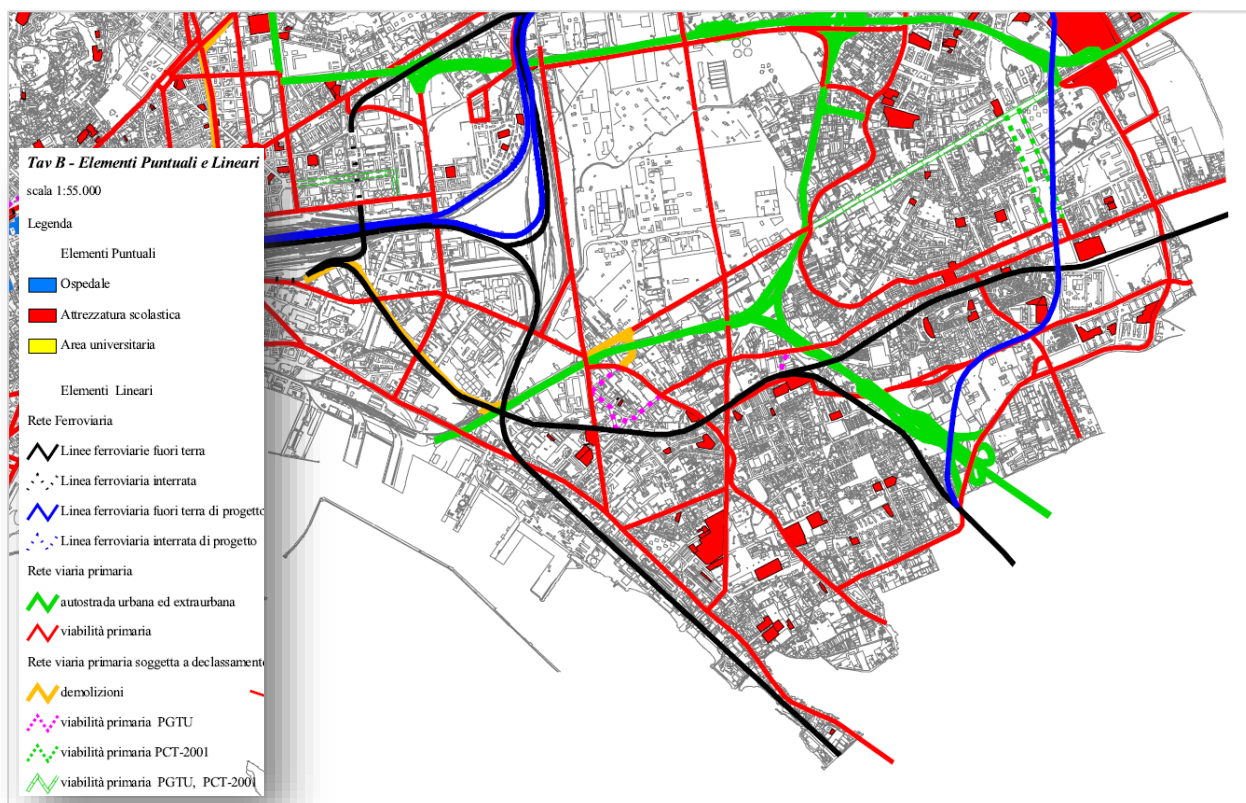 Tav B - Elementi Puntuali e Lineari
scala 1:55.000
Legenda
Elementi Puntuali
Ospedale
Attrezzatura scolastica
Area universitaria
Elementi Lineari
Rete Ferroviaria
Linee ferroviarie fuori terra
Linea ferroviaria interrata
Linea ferroviaria fuori terra di progetto
Linea ferroviaria interrata di progetto
Rete viaria primaria
autostrada urbana ed extraurbana
viabilità primaria
Rete viaria primaria soggetta a declassamento
demolizioni
viabilità primaria PGTU
viabilità primaria PCT-2001
viabilità primaria PGTU, PCT-2001